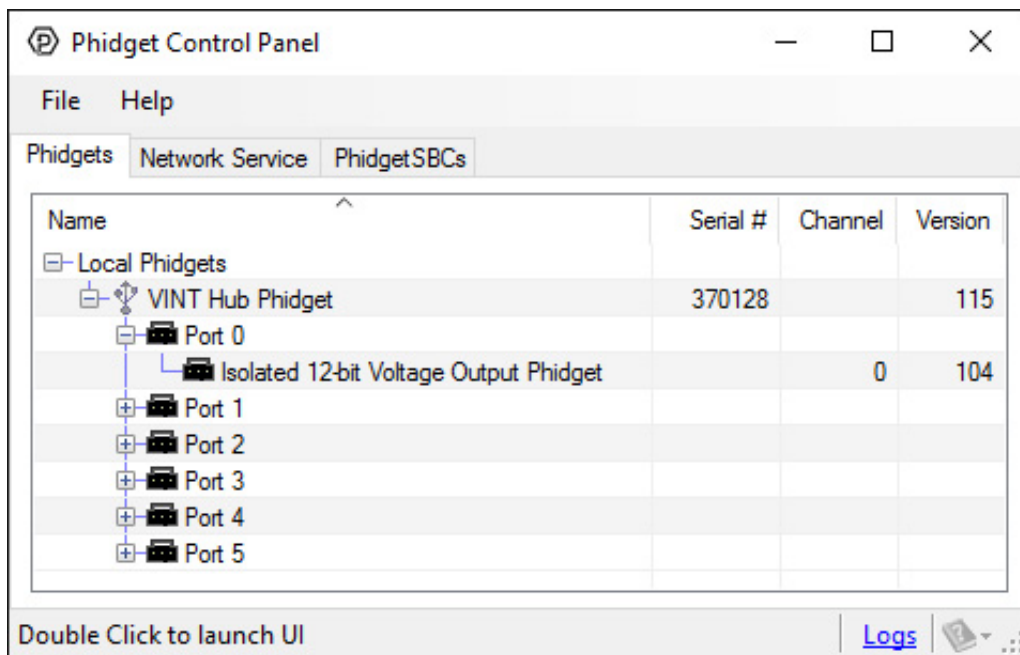 Phidget Control Panel
File Help
Phidgets Network Service PhidgetSBCs
Name Serial # Channel Version
Local Phidgets
VINT Hub Phidget 370128 115
Port 0
Isolated 12-bit Voltage Output Phidget 0 104
Port 1
Port 2
Port 3
Port 4
Port 5
Double Click to launch UI Logs